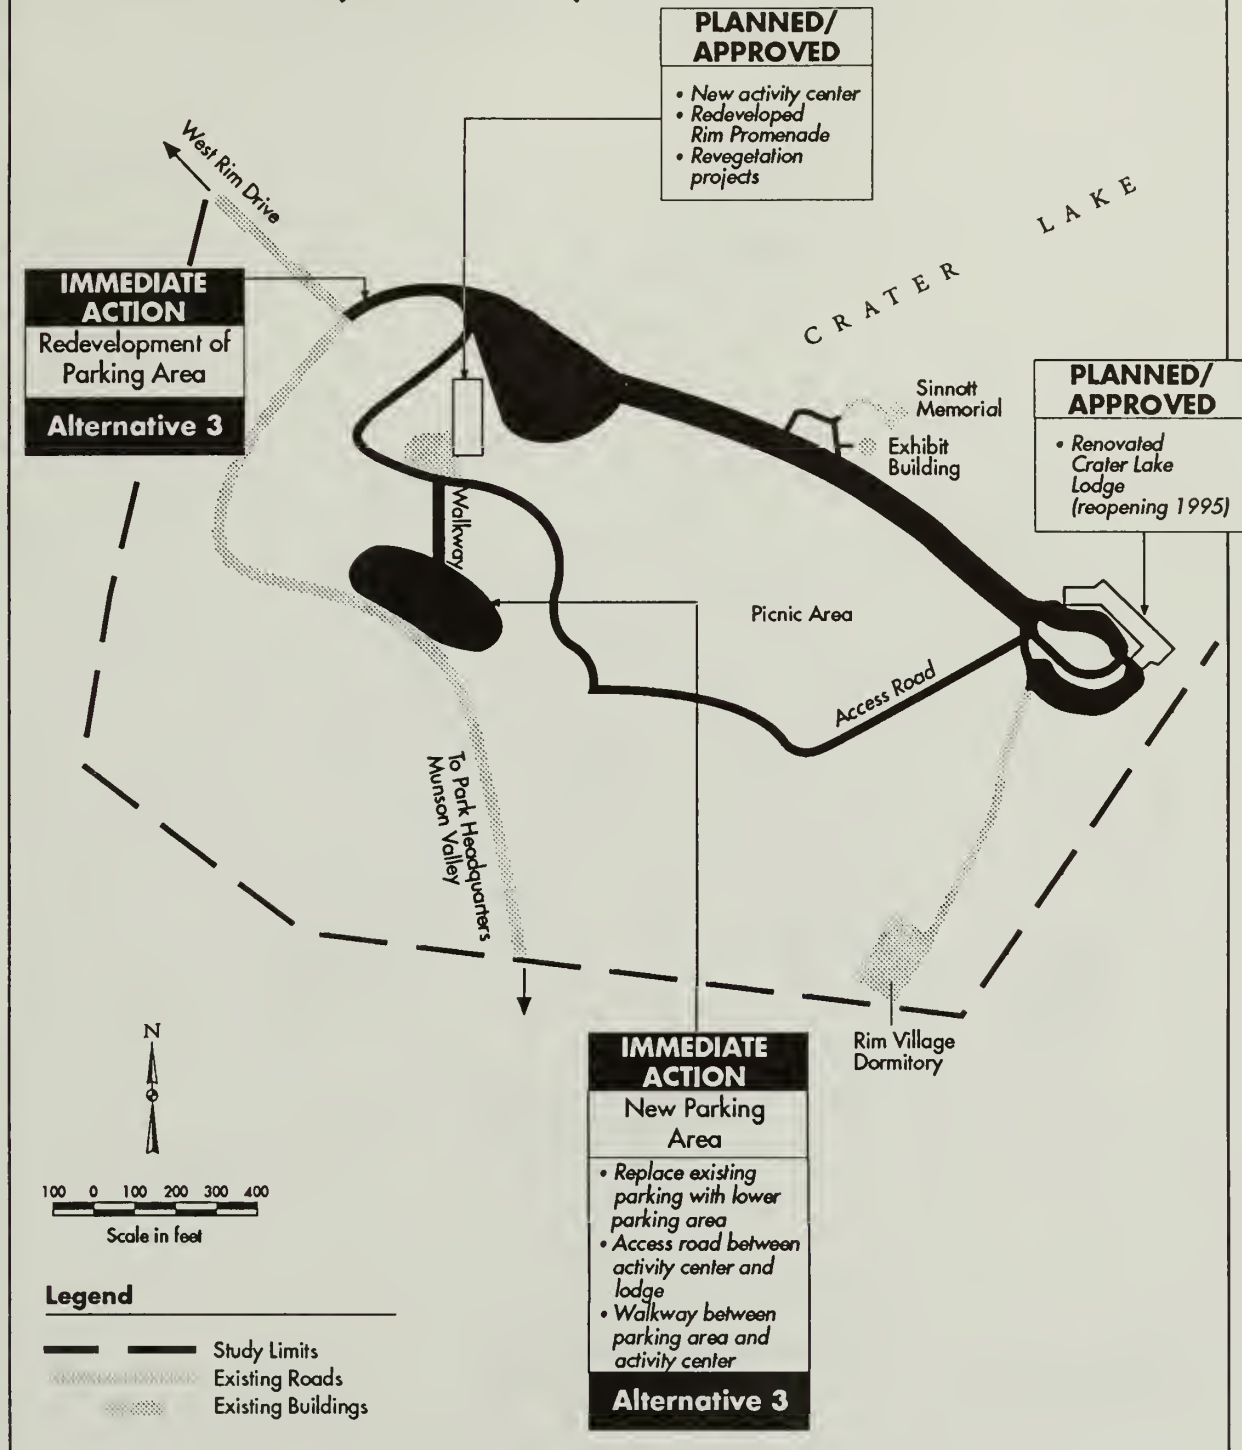 PLANNED/
APPROVED
• New activity center
• Redeveloped
Rim Promenade
• Revegetation
projects
West Rim Drive
CRATER LAKE
IMMEDIATE
ACTION
Redevelopment of
Parking Area
Alternative 3
Sinnott
Memorial
Exhibit
Building
PLANNED/
APPROVED
• Renovated
Crater Lake
Lodge
(reopening 1995)
Walkway
Picnic Area
Access Road
To Park Headquarters
Munson Valley
Rim Village
Dormitory
IMMEDIATE
ACTION
New Parking
Area
• Replace existing
parking with lower
parking area
• Access road between
activity center and
lodge
• Walkway between
parking area and
activity center
Alternative 3
N
100 0 100 200 300 400
Scale in feet
Legend
Study Limits
Existing Roads
Existing Buildings